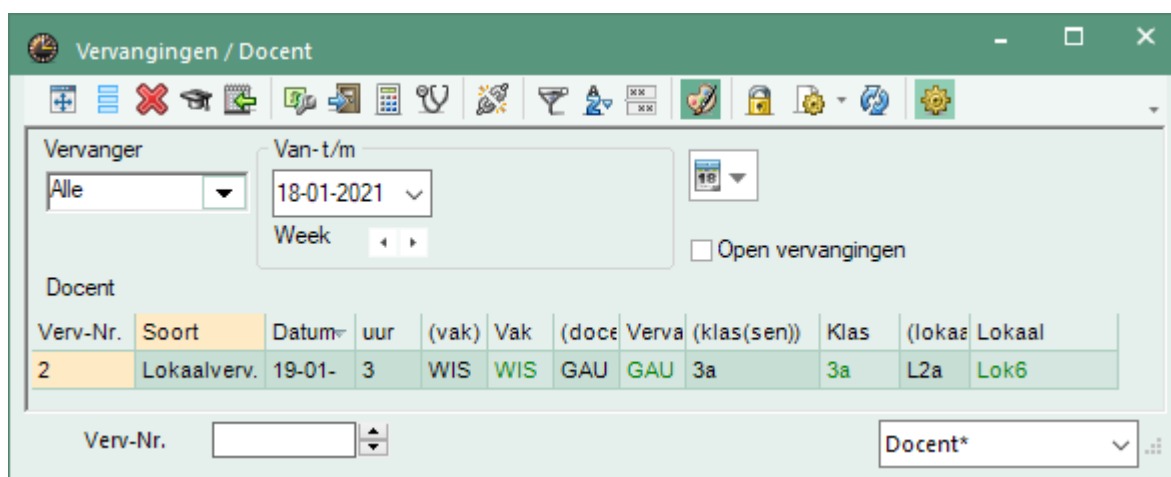 Vervangingen / Docent
Vervanger Van-t/m
Alle 18-01-2021 18
Week
Open vervangingen
Docent
Verv-Nr. Soort Datum uur (vak) Vak (doce Verva (klas(sen)) Klas (lokaa Lokaal
2 Lokaalverv. 19-01- 3 WIS WIS GAU GAU 3a 3a L2a Lok6
Verv-Nr. Docent*